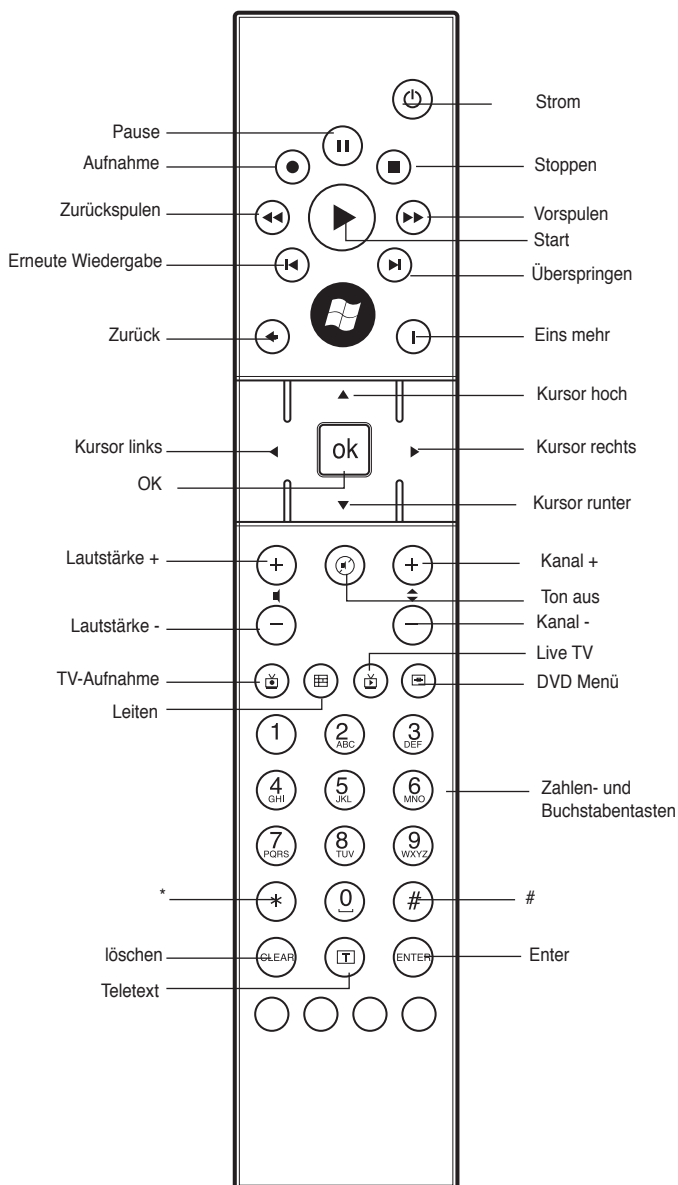 Strom
Pause
Aufnahme
Stoppen
Zurückspulen
Vorspulen
Start
Erneute Wiedergabe
Überspringen
Zurück
Eins mehr
Kursor hoch
Kursor links
ok
Kursor rechts
OK
Kursor runter
Lautstärke +
Kanal +
Ton aus
Lautstärke -
Kanal -
Live TV
TV-Aufnahme
DVD Menü
Leiten
1
2
ABC
3
DEF
4
GHI
5
JKL
6
MNO
Zahlen- und
Buchstabentasten
7
PQRS
8
TUV
9
WXYZ
*
*
0
#
#
löschen
CLEAR
T
ENTER
Enter
Teletext